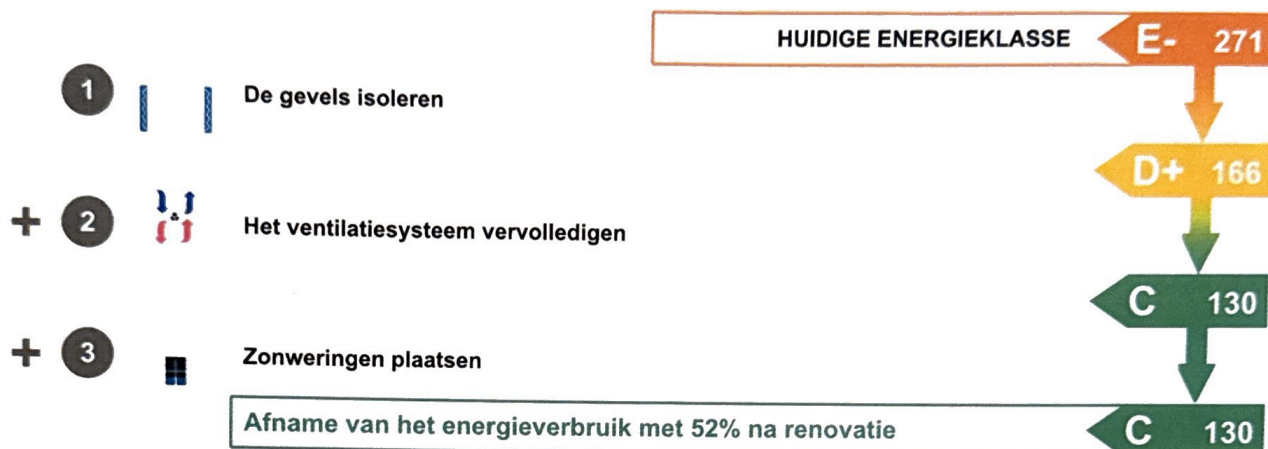 HUIDIGE ENERGIEKLASSE E- 271
1 De gevels isoleren
D+ 166
+ 2 Het ventilatiesysteem vervolledigen
C 130
+ 3 Zonweringen plaatsen
Afname van het energieverbruik met 52% na renovatie C 130